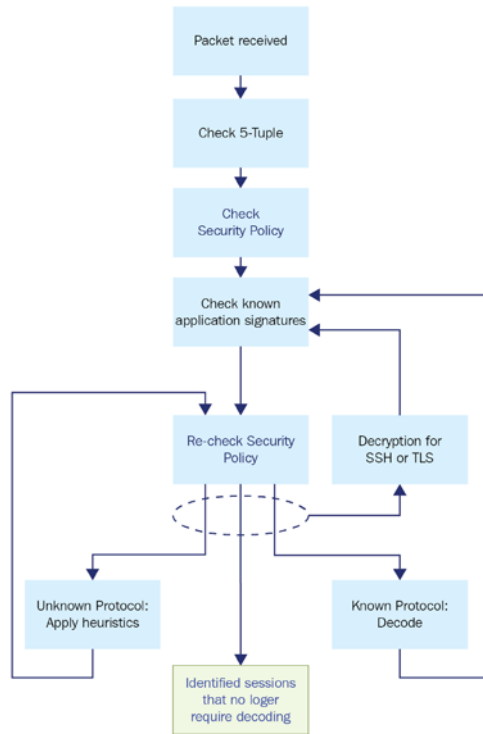 Packet received
Check 5-Tuple
Check
Security Policy
Check known
application signatures
Re-check Security
Policy
Decryption for
SSH or TLS
Unknown Protocol:
Apply heuristics
Known Protocol:
Decode
Identified sessions
that no loger
require decoding